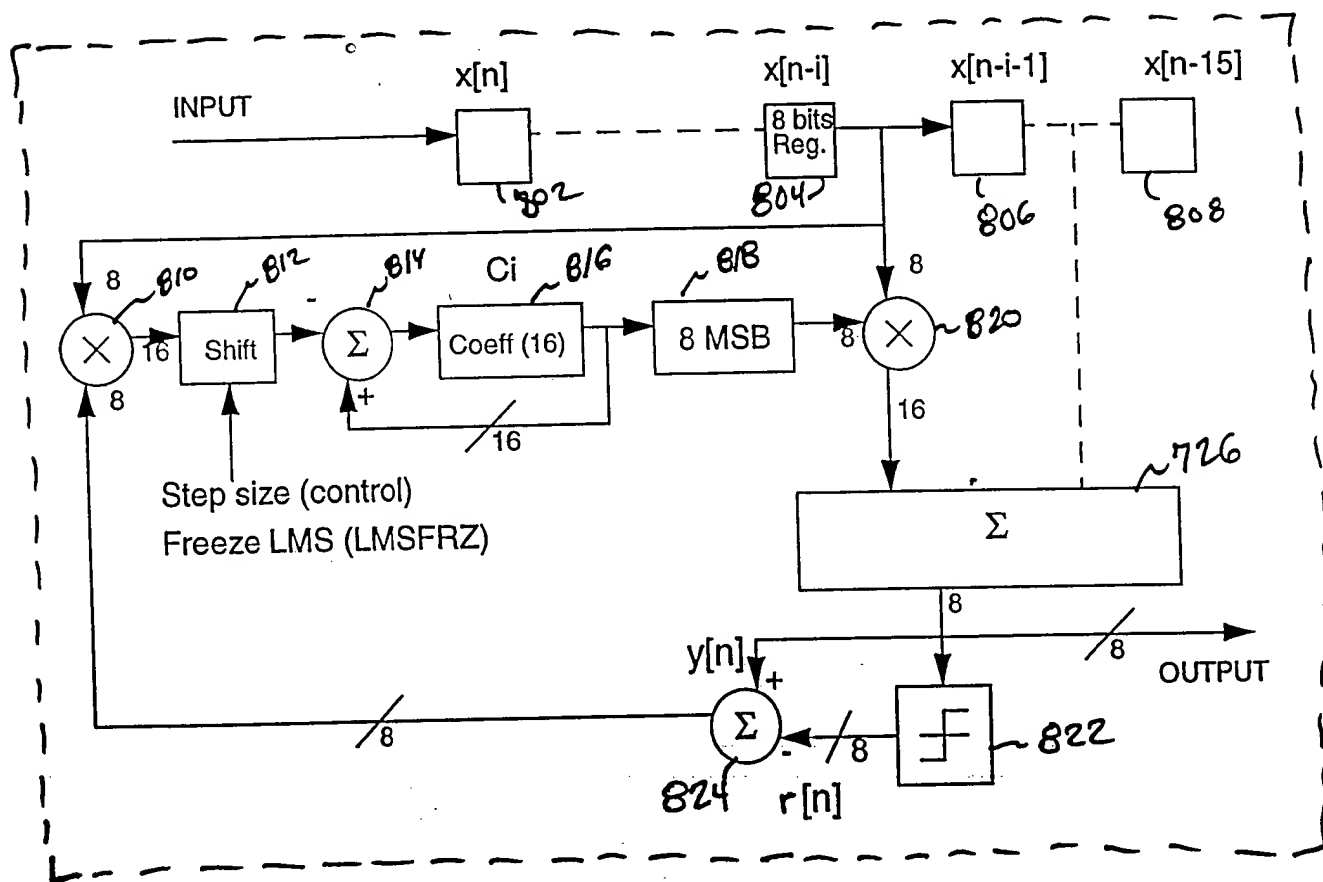 x[n] x[n-i] x[n-i-1] x[n-15]
INPUT
8 bits
Reg.
802 804 806 808
8 810 812 - 814 Ci 816 818 8
× 16 Shift Σ Coeff (16) 8 MSB 8 × 820
8 + 16 16
Step size (control)
Freeze LMS (LMSFRZ)
726
Σ
8
y[n] + 8
OUTPUT
Σ 8 - 8 822
824 r[n]